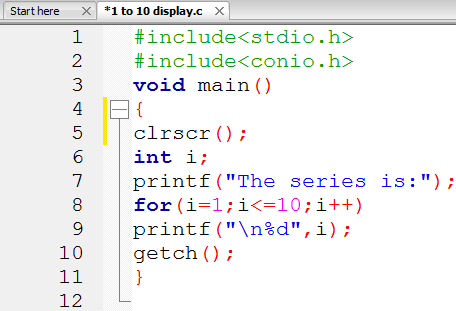 Start here
*1 to 10 display.c
1 #include<stdio.h>
2 #include<conio.h>
3 void main()
4 {
5 clrscr();
6 int i;
7 printf("The series is:");
8 for(i=1;i<=10;i++)
9 printf("\n%d",i);
10 getch();
11 }
12